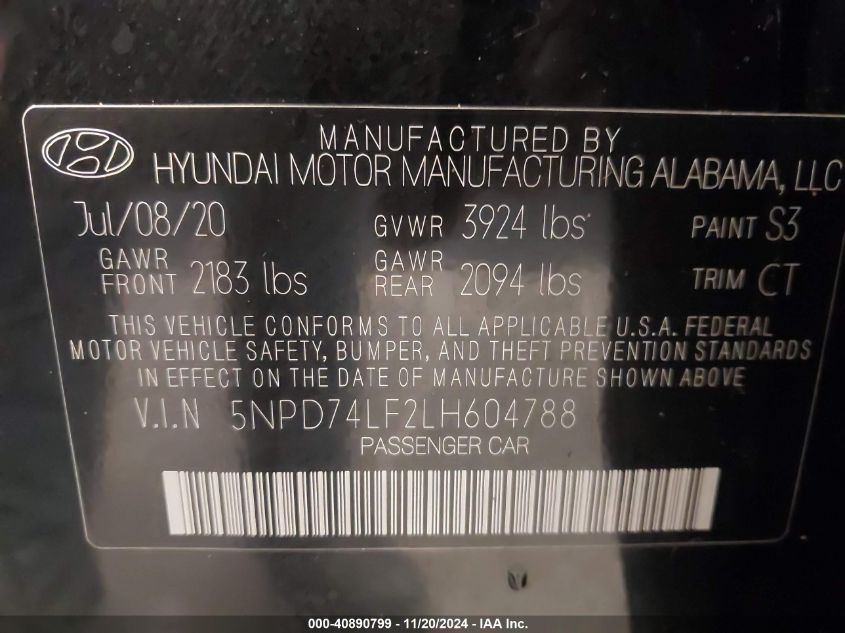 MANUFACTURED BY
HYUNDAI MOTOR MANUFACTURING ALABAMA, LLC
Jul/08/20 GVWR 3924 lbs PAINT S3
GAWR FRONT 2183 lbs GAWR REAR 2094 lbs TRIM CT
THIS VEHICLE CONFORMS TO ALL APPLICABLE U.S.A. FEDERAL
MOTOR VEHICLE SAFETY, BUMPER, AND THEFT PREVENTION STANDARDS
IN EFFECT ON THE DATE OF MANUFACTURE SHOWN ABOVE
V.I.N 5NPD74LF2LH604788
PASSENGER CAR
000-40890799 - 11/20/2024 - IAA Inc.